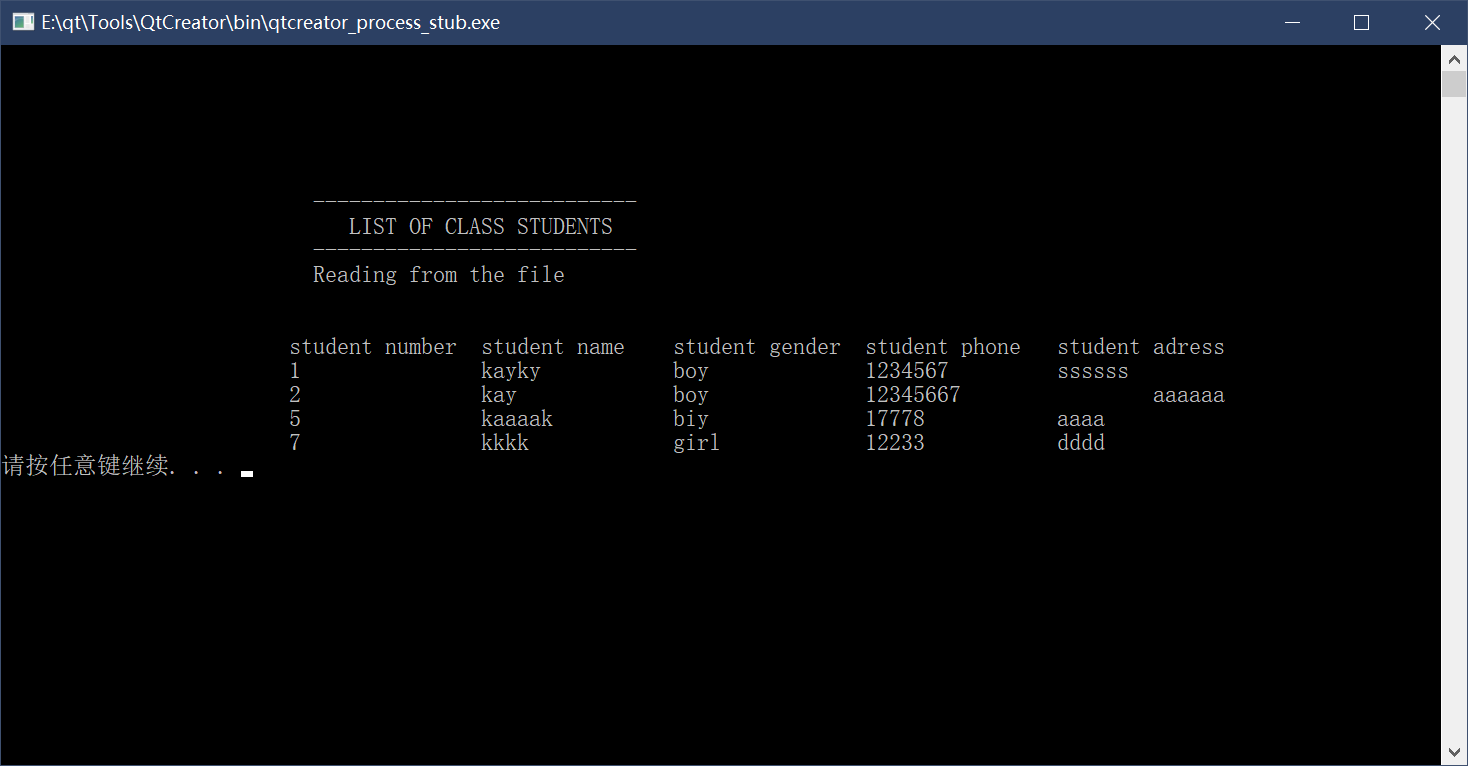 E:\qt\Tools\QtCreator\bin\qtcreator_process_stub.exe
---------------------------
LIST OF CLASS STUDENTS
---------------------------
Reading from the file
student number student name student gender student phone student adress
1 kayky boy 1234567 ssssss
2 kay boy 12345667 aaaaaa
5 kaaaak biy 17778 aaaa
7 kkkk girl 12233 dddd
请按任意键继续. . .